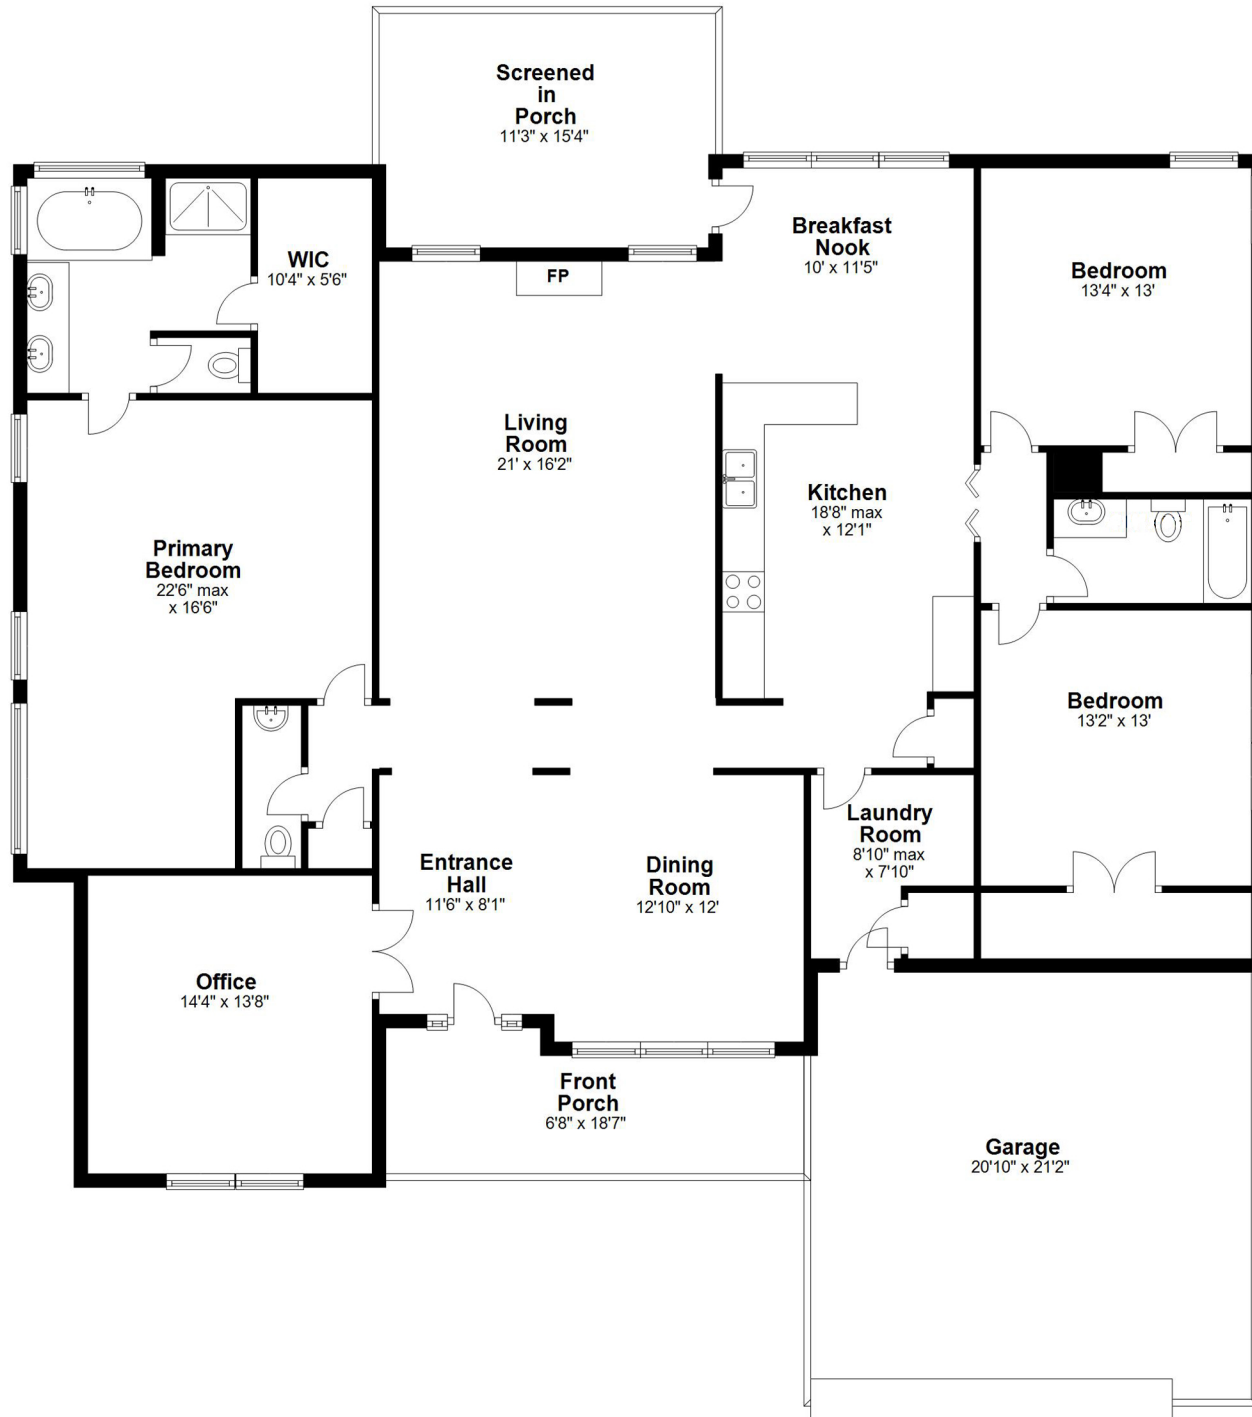 Screened
in
Porch
11'3" x 15'4"
WIC
10'4" x 5'6"
FP
Breakfast
Nook
10' x 11'5"
Bedroom
13'4" x 13'
Living
Room
21' x 16'2"
Kitchen
18'8" max
x 12'1"
Primary
Bedroom
22'6" max
x 16'6"
Bedroom
13'2" x 13'
Laundry
Room
8'10" max
x 7'10"
Entrance
Hall
11'6" x 8'1"
Dining
Room
12'10" x 12'
Office
14'4" x 13'8"
Front
Porch
6'8" x 18'7"
Garage
20'10" x 21'2"